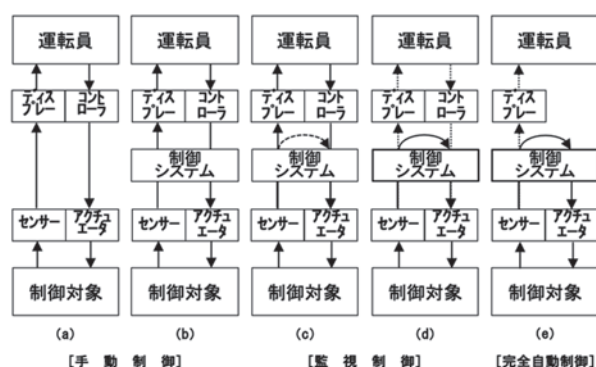 運転員 運転員 運転員 運転員 運転員
ディス コント ディス コント ディス コント ディス コント ディス
プレー ローラ プレー ローラ プレー ローラ プレー ローラ プレー
制御 制御 制御 制御
システム システム システム システム
センサー アクチュ センサー アクチュ センサー アクチュ センサー アクチュ センサー アクチュ
エータ エータ エータ エータ エータ
制御対象 制御対象 制御対象 制御対象 制御対象
(a) (b) (c) (d) (e)
[手 動 制 御] [監 視 制 御] [完全自動制御]